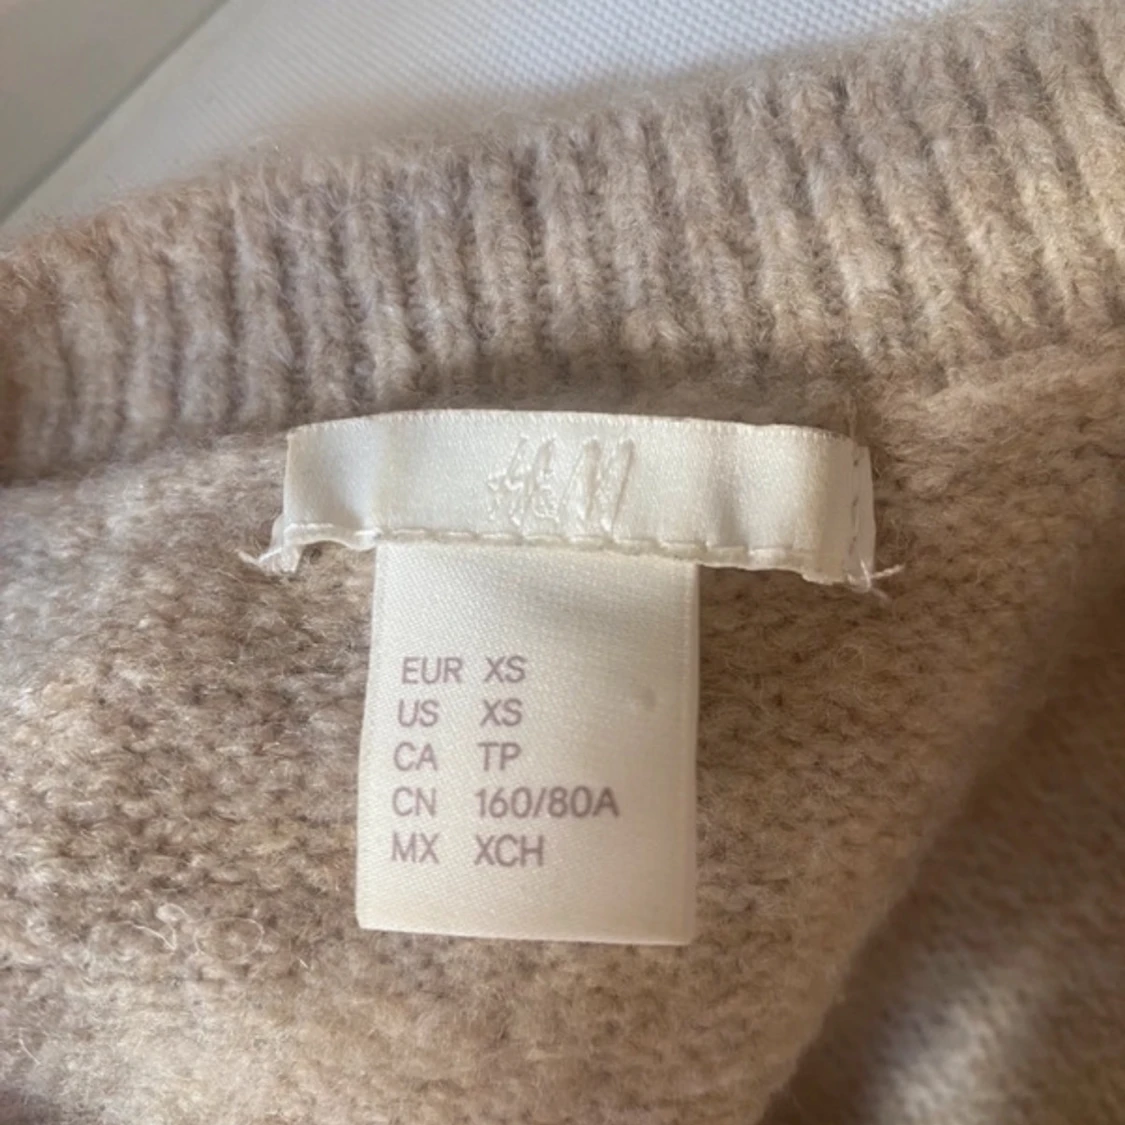 H&M
EUR XS
US XS
CA TP
CN 160/80A
MX XCH